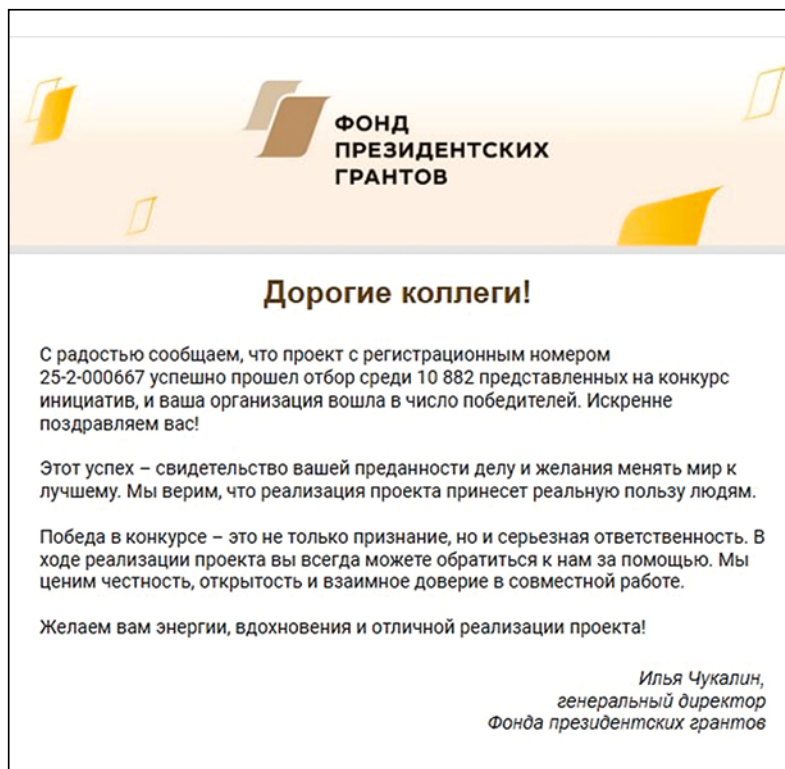 ФОНД
ПРЕЗИДЕНТСКИХ
ГРАНТОВ
Дорогие коллеги!
С радостью сообщаем, что проект с регистрационным номером
25-2-000667 успешно прошел отбор среди 10 882 представленных на конкурс
инициатив, и ваша организация вошла в число победителей. Искренне
поздравляем вас!
Этот успех – свидетельство вашей преданности делу и желания менять мир к
лучшему. Мы верим, что реализация проекта принесет реальную пользу людям.
Победа в конкурсе – это не только признание, но и серьезная ответственность. В
ходе реализации проекта вы всегда можете обратиться к нам за помощью. Мы
ценим честность, открытость и взаимное доверие в совместной работе.
Желаем вам энергии, вдохновения и отличной реализации проекта!
Илья Чукалин,
генеральный директор
Фонда президентских грантов